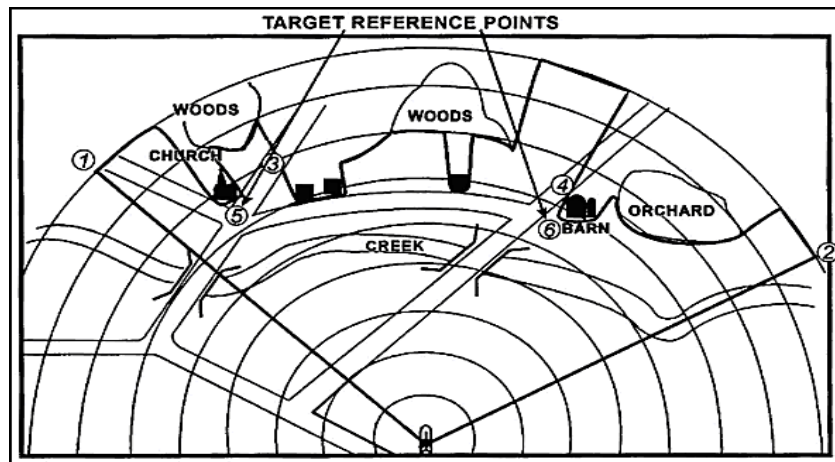 TARGET REFERENCE POINTS
WOODS
WOODS
1
CHURCH
3
4
5
ORCHARD
6
BARN
CREEK
2